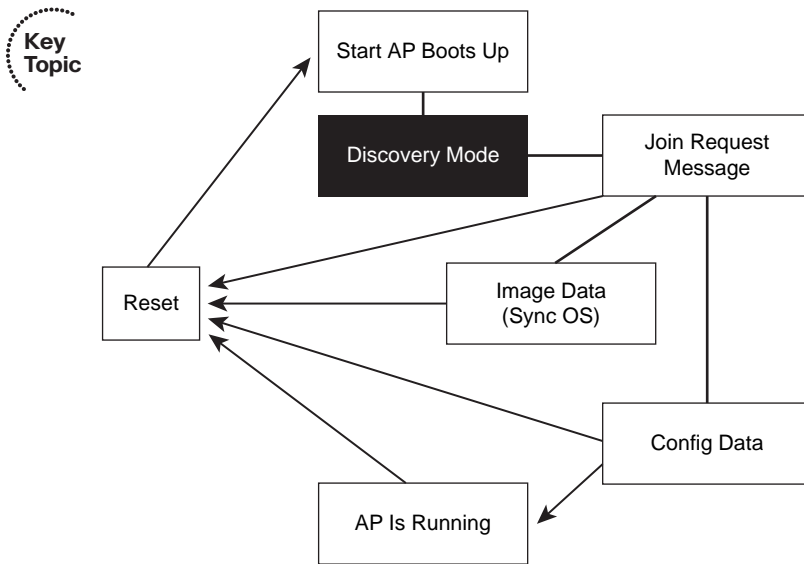 Key
Topic
Start AP Boots Up
Discovery Mode
Join Request
Message
Reset
Image Data
(Sync OS)
Config Data
AP Is Running